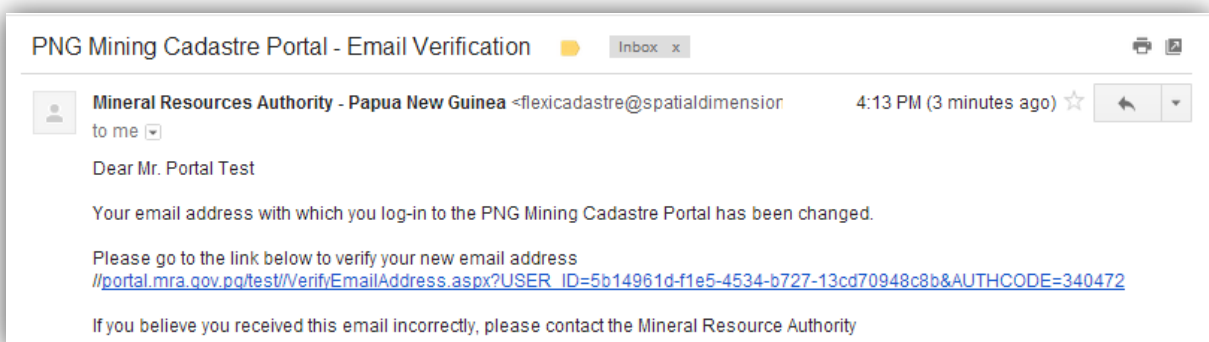 PNG Mining Cadastre Portal - Email Verification Inbox x
Mineral Resources Authority - Papua New Guinea <flexicadastre@spatialdimension 4:13 PM (3 minutes ago)
to me
Dear Mr. Portal Test
Your email address with which you log-in to the PNG Mining Cadastre Portal has been changed.
Please go to the link below to verify your new email address
//portal.mra.gov.pg/test//VerifyEmailAddress.aspx?USER_ID=5b14961d-f1e5-4534-b727-13cd70948c8b&AUTHCODE=340472
If you believe you received this email incorrectly, please contact the Mineral Resource Authority